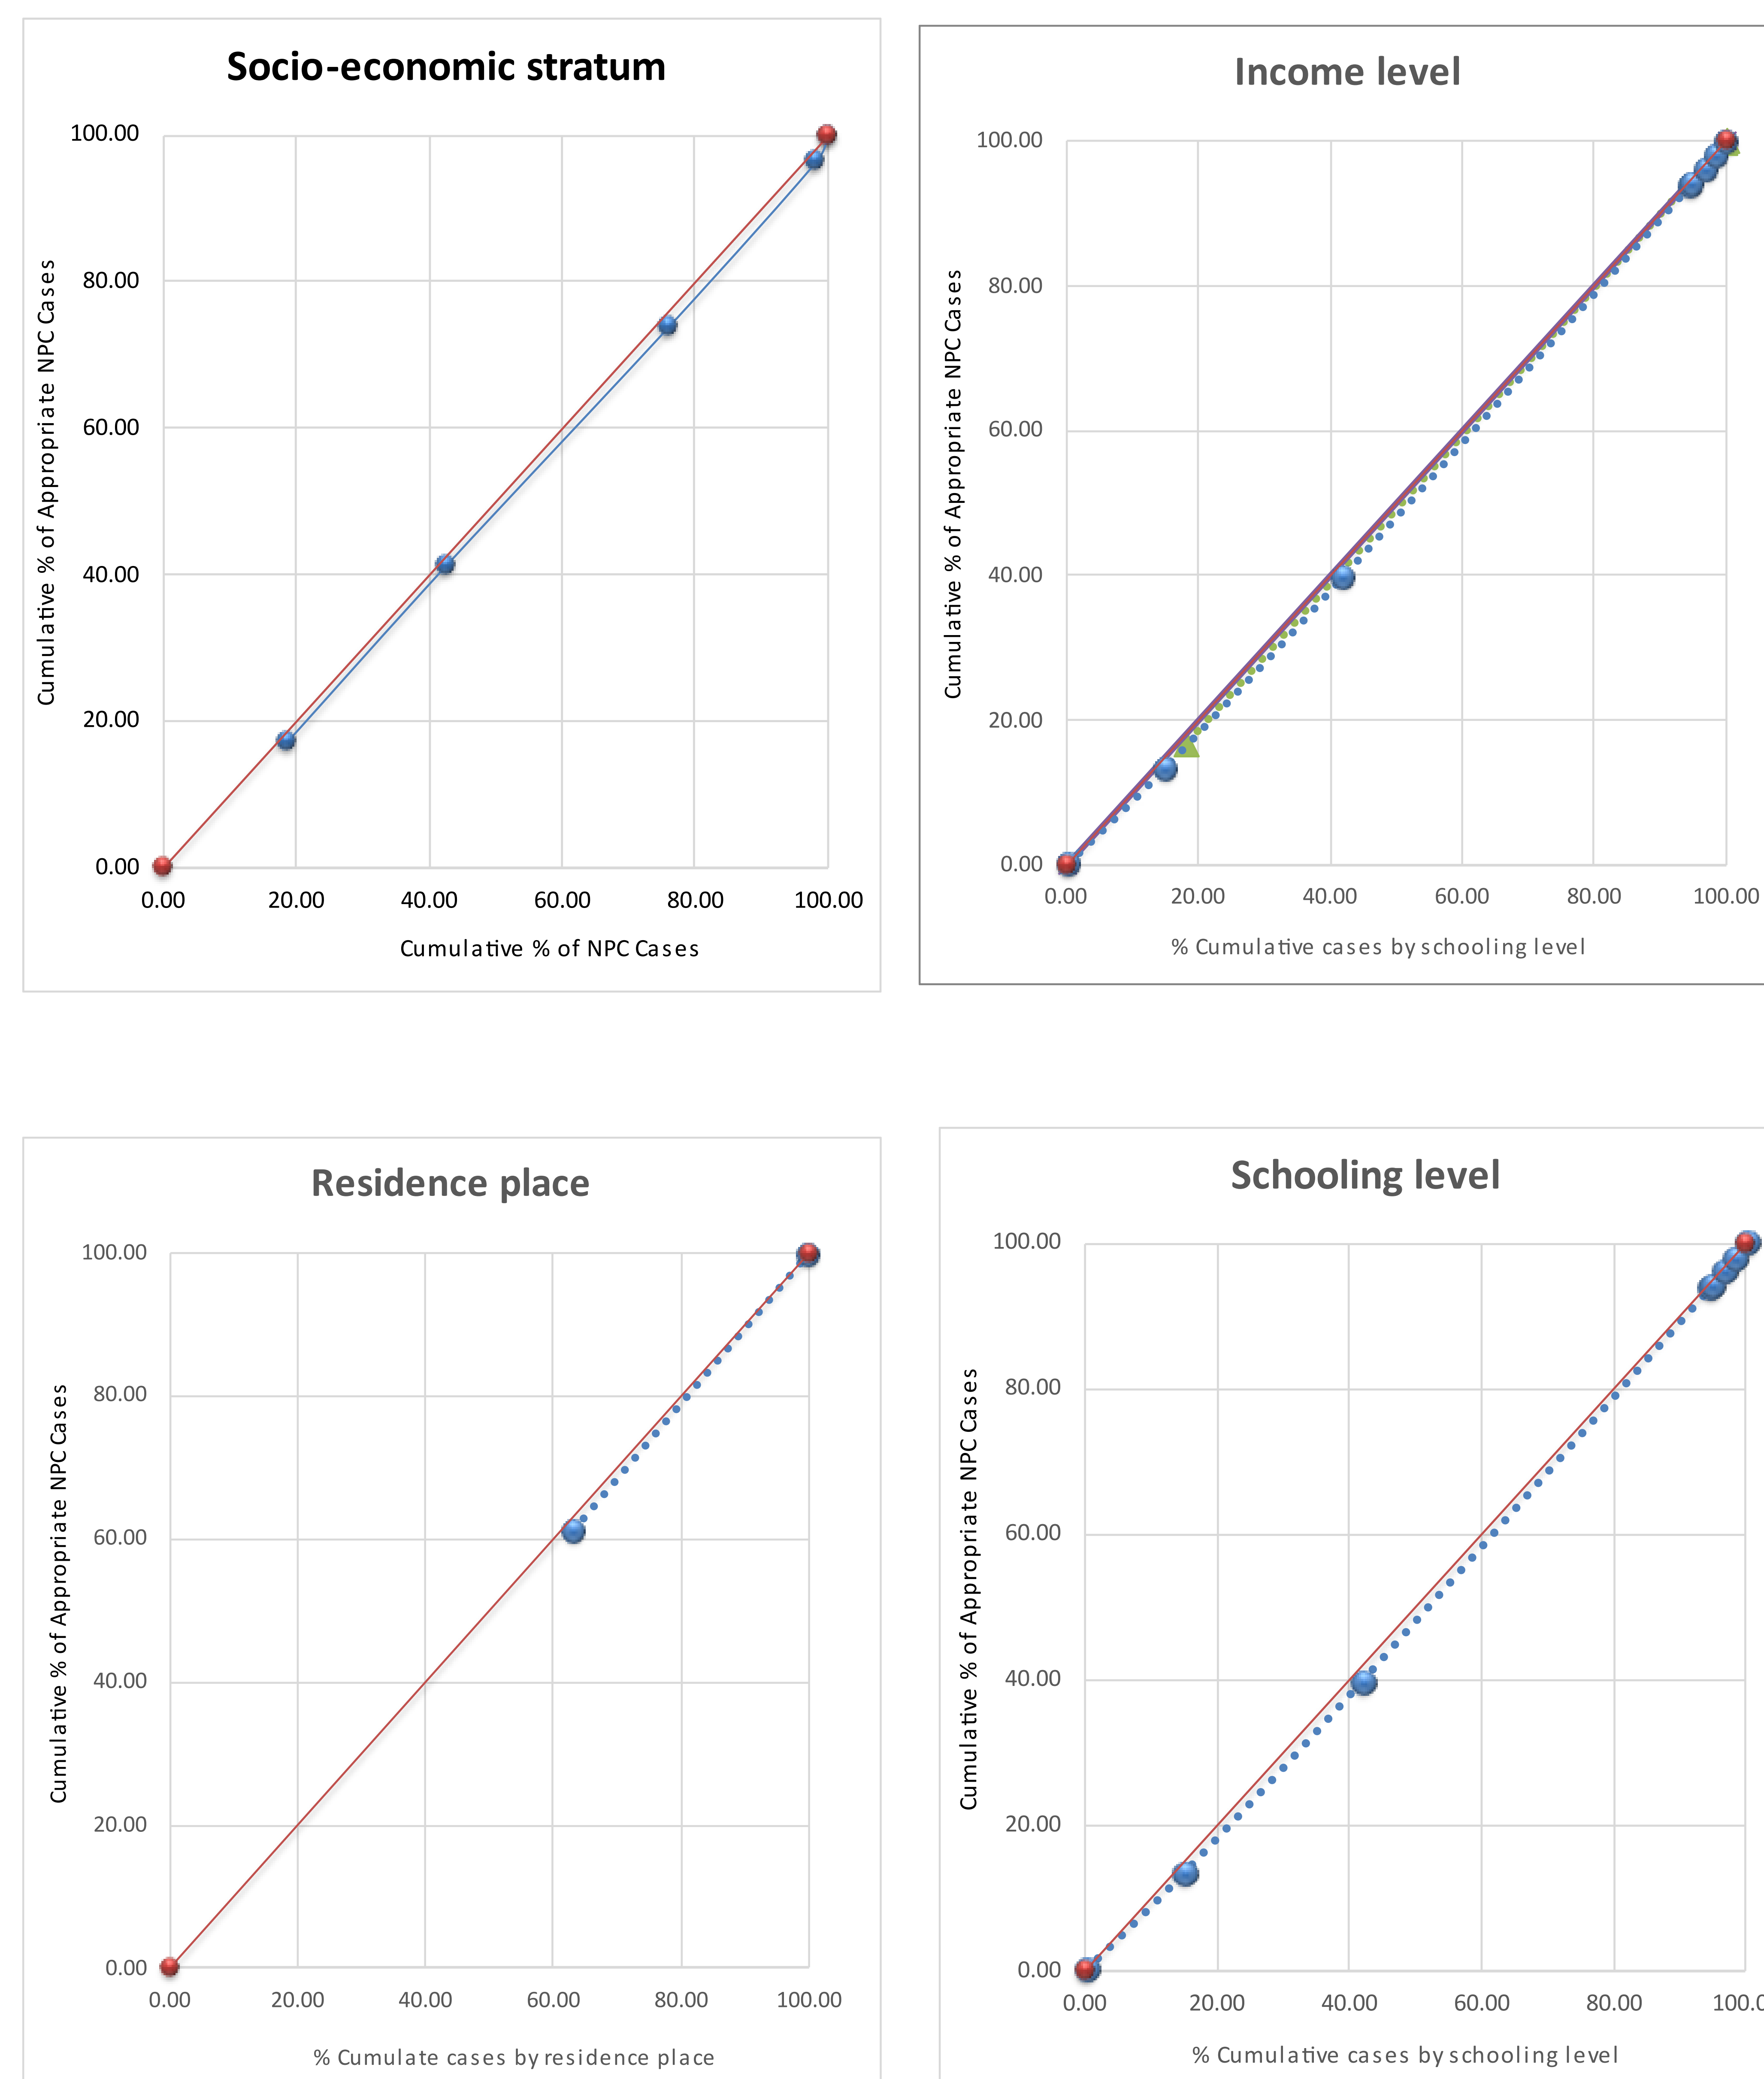 Socio-economic stratum
Cumulative % of Appropriate NPC Cases
100.00
80.00
60.00
40.00
20.00
0.00
0.00 20.00 40.00 60.00 80.00 100.00
Cumulative % of NPC Cases
Income level
Cumulative % of Appropriate NPC Cases
100.00
80.00
60.00
40.00
20.00
0.00
0.00 20.00 40.00 60.00 80.00 100.00
% Cumulative cases by schooling level
Residence place
Cumulative % of Appropriate NPC Cases
100.00
80.00
60.00
40.00
20.00
0.00
0.00 20.00 40.00 60.00 80.00 100.00
% Cumulate cases by residence place
Schooling level
Cumulative % of Appropriate NPC Cases
100.00
80.00
60.00
40.00
20.00
0.00
0.00 20.00 40.00 60.00 80.00 100.0
% Cumulative cases by schooling level